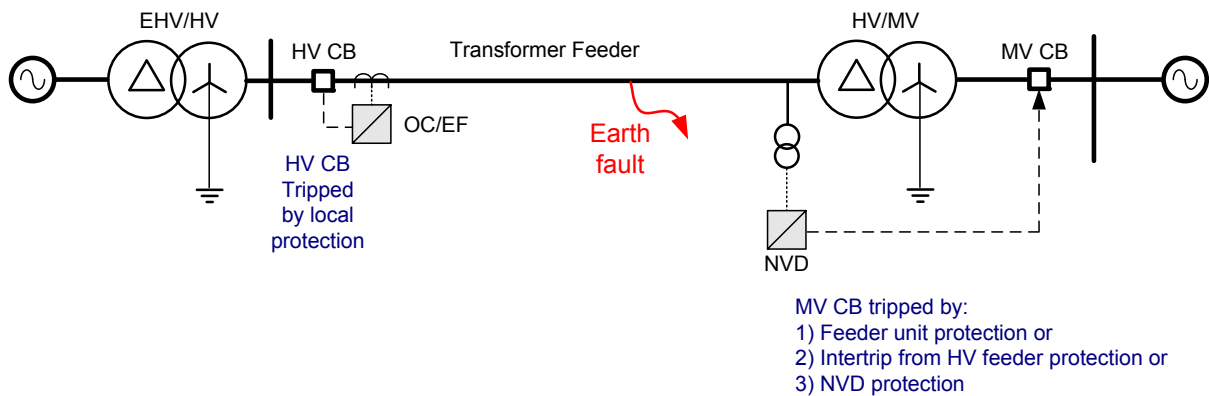 EHV/HV
HV CB
Transformer Feeder
HV/MV
MV CB
OC/EF
Earth
fault
HV CB
Tripped
by local
protection
NVD
MV CB tripped by:
1) Feeder unit protection or
2) Intertrip from HV feeder protection or
3) NVD protection